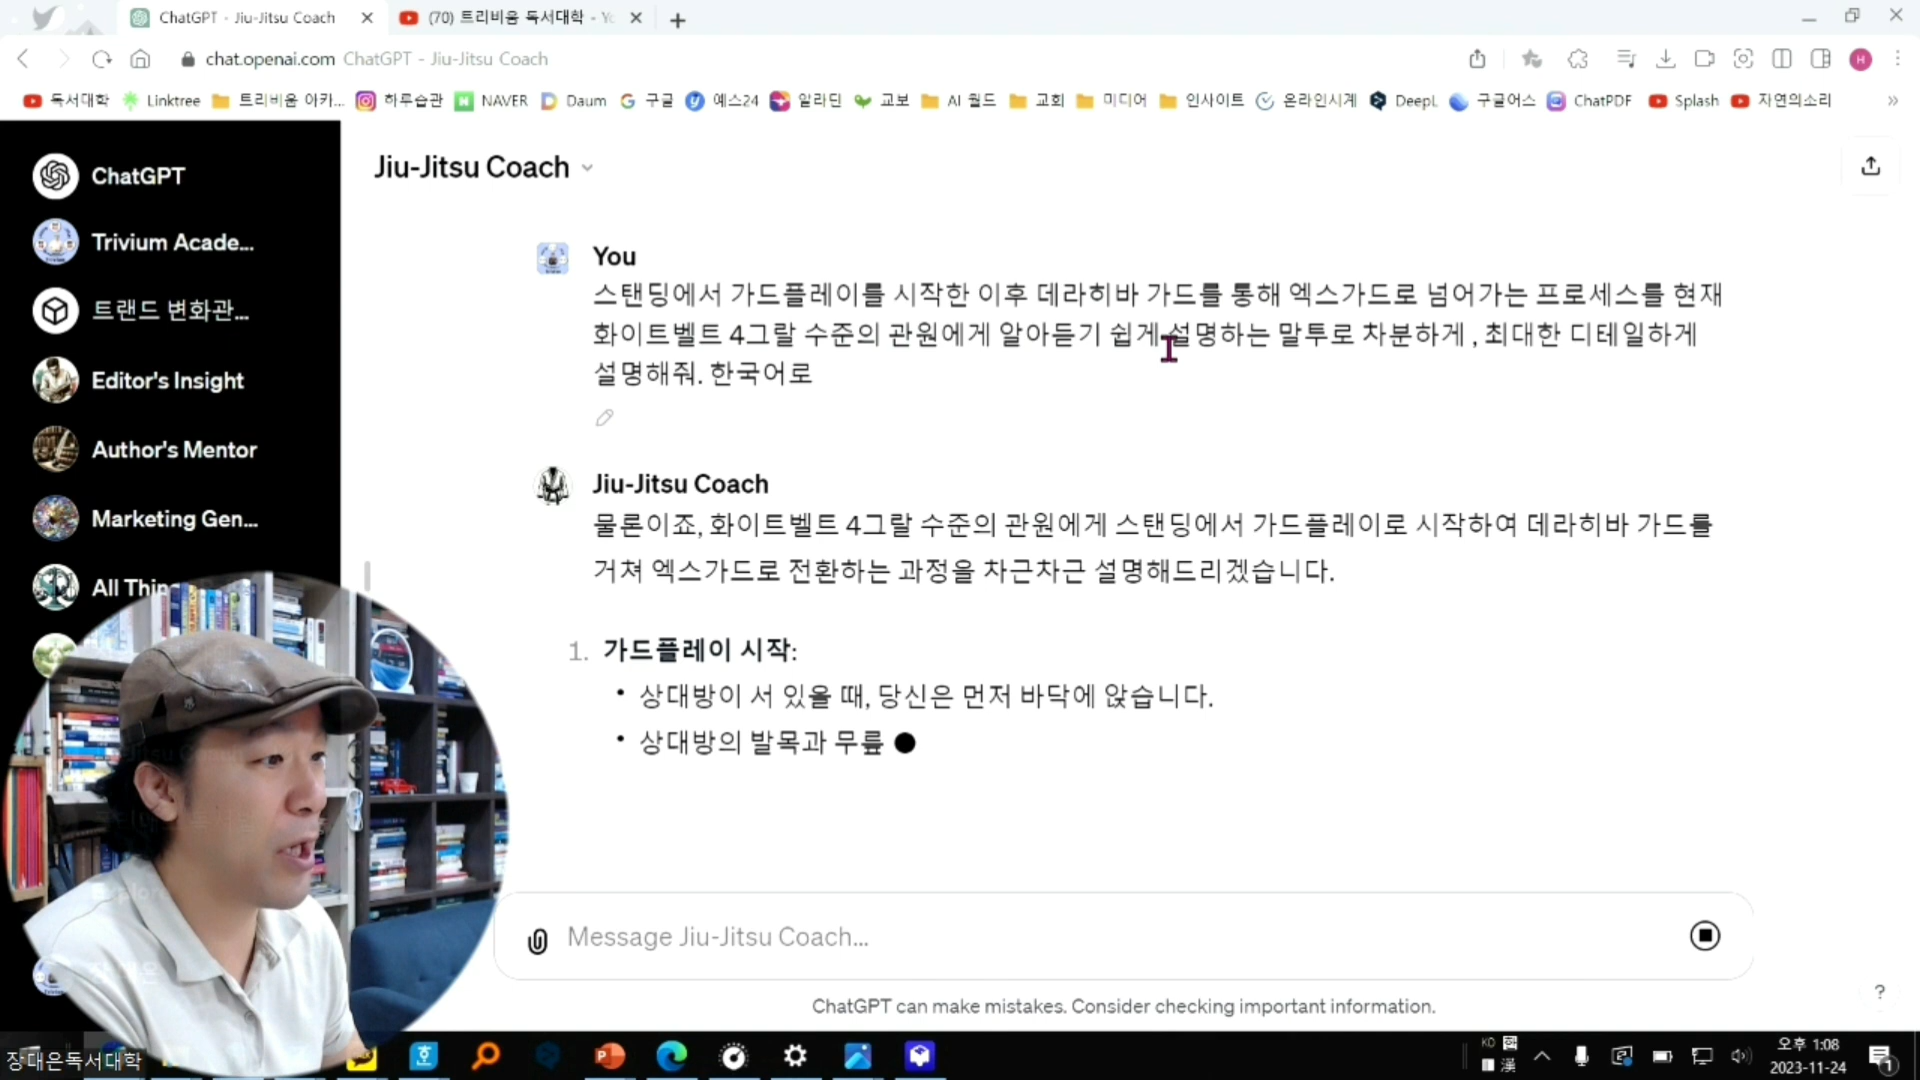 ChatGPT - Jiu-Jitsu Coach
(70) 트리비움 독서대학 - Yo
chat.openai.com ChatGPT - Jiu-Jitsu Coach
독서대학 Linktree 트리비움 아카... 하루습관 NAVER Daum 구글 예스24 알라딘 교보 AI 월드 교회 미디어 인사이트 온라인시계 DeepL 구글어스 ChatPDF Splash 자연의소리
ChatGPT
Trivium Acade...
트랜드 변화관...
Editor's Insight
Author's Mentor
Marketing Gen...
All Thin
Jiu-Jitsu Coach
You
스탠딩에서 가드플레이를 시작한 이후 데라히바 가드를 통해 엑스가드로 넘어가는 프로세스를 현재
화이트벨트 4그랄 수준의 관원에게 알아듣기 쉽게 설명하는 말투로 차분하게 , 최대한 디테일하게
설명해줘. 한국어로
Jiu-Jitsu Coach
물론이죠, 화이트벨트 4그랄 수준의 관원에게 스탠딩에서 가드플레이로 시작하여 데라히바 가드를
거쳐 엑스가드로 전환하는 과정을 차근차근 설명해드리겠습니다.
1. 가드플레이 시작:
• 상대방이 서 있을 때, 당신은 먼저 바닥에 앉습니다.
• 상대방의 발목과 무릎
Message Jiu-Jitsu Coach...
ChatGPT can make mistakes. Consider checking important information.
?
장대은독서대학
오후 1:08
2023-11-24